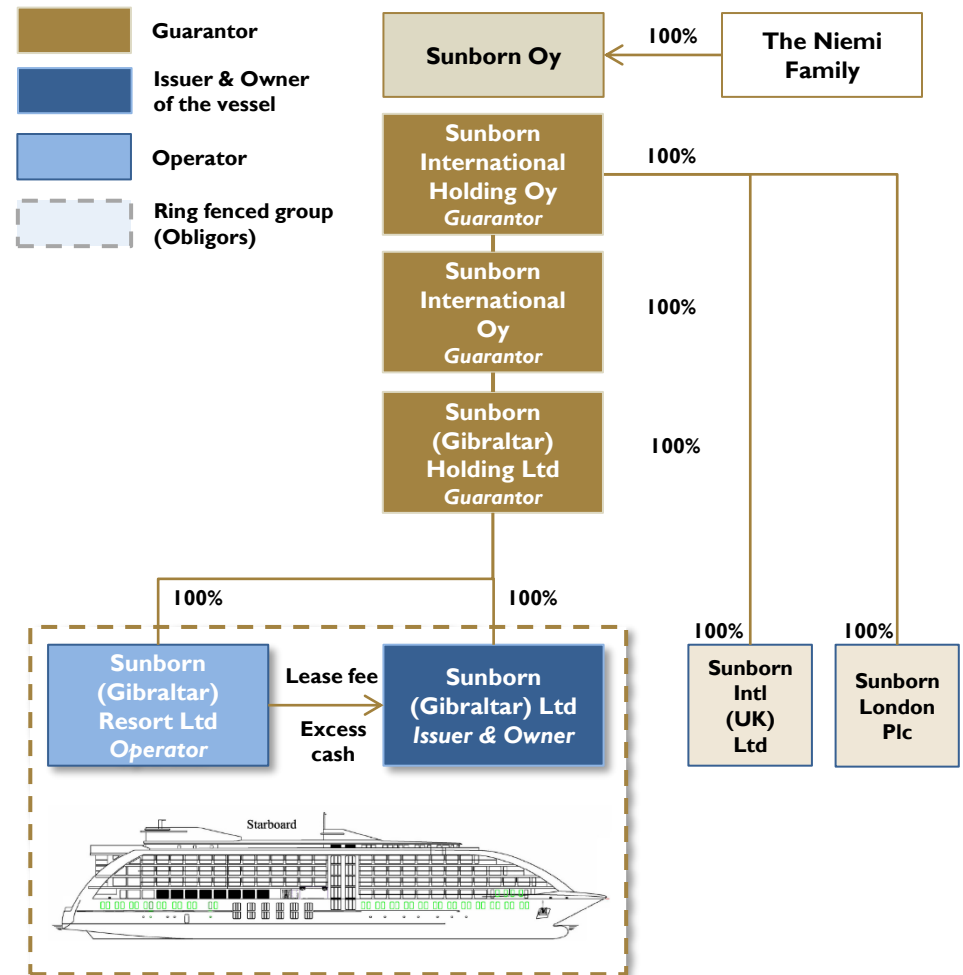 Guarantor
Issuer & Owner
of the vessel
Operator
Ring fenced group
(Obligors)
Sunborn Oy
100%
The Niemi
Family
Sunborn
International
Holding Oy
Guarantor
100%
Sunborn
International
Oy
Guarantor
100%
Sunborn
(Gibraltar)
Holding Ltd
Guarantor
100%
100%
100%
100%
100%
Sunborn
(Gibraltar)
Resort Ltd
Operator
Lease fee
Excess
cash
Sunborn
(Gibraltar) Ltd
Issuer & Owner
Sunborn
Intl
(UK)
Ltd
Sunborn
London
Plc
Starboard